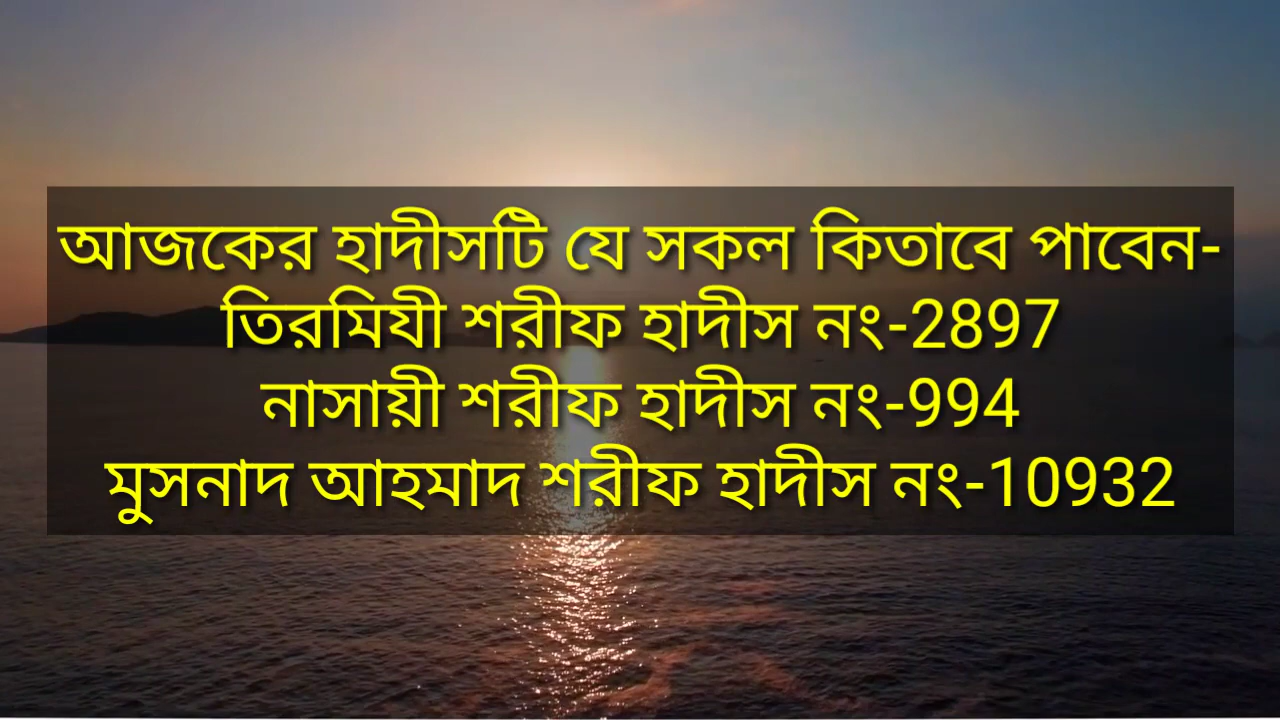 আজকের হাদীসটি যে সকল কিতাবে পাবেন-
তিরমিযী শরীফ হাদীস নং-2897
নাসায়ী শরীফ হাদীস নং-994
মুসনাদ আহমাদ শরীফ হাদীস নং-10932